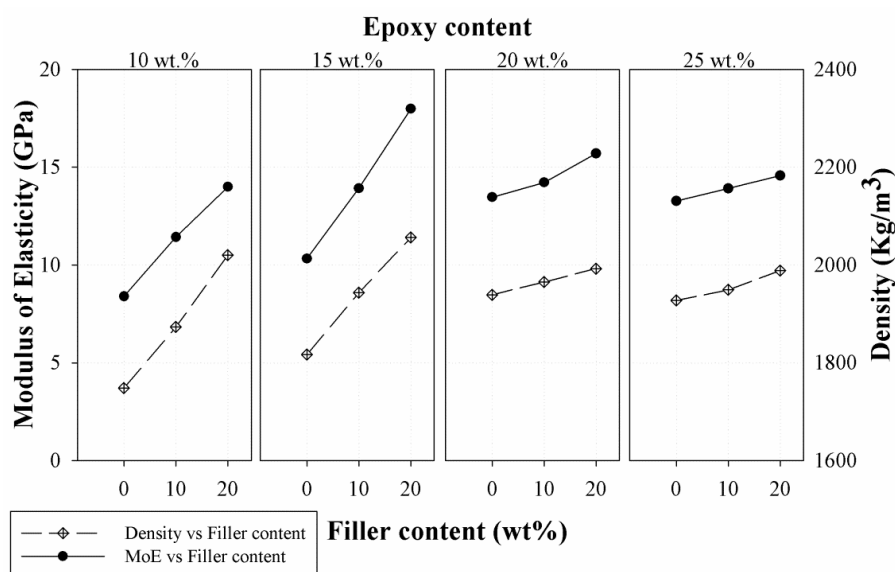 Epoxy content
10 wt.% 15 wt.% 20 wt.% 25 wt.%
Modulus of Elasticity (GPa)
20
15
10
5
0
2400
2200
2000
1800
1600
Density (Kg/m³)
0 10 20 0 10 20 0 10 20 0 10 20
Filler content (wt%)
Density vs Filler content
MoE vs Filler content